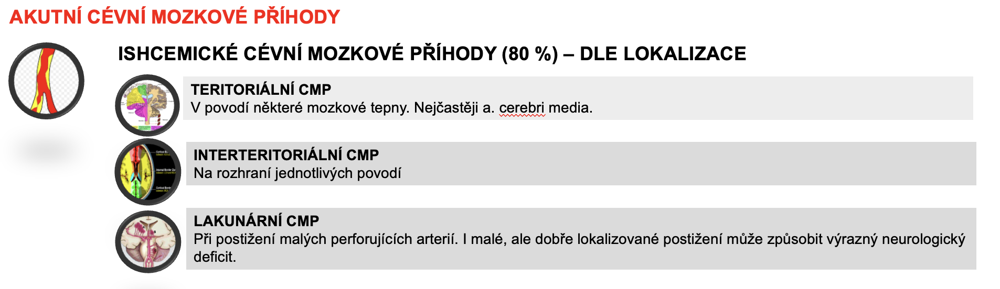 AKUTNÍ CÉVNÍ MOZKOVÉ PŘÍHODY
ISHCEMICKÉ CÉVNÍ MOZKOVÉ PŘÍHODY (80 %) – DLE LOKALIZACE
TERITORIÁLNÍ CMP
V povodí některé mozkové tepny. Nejčastěji a. cerebri media.
INTERTERITORIÁLNÍ CMP
Na rozhraní jednotlivých povodí
LAKUNÁRNÍ CMP
Při postižení malých perforujících arterií. I malé, ale dobře lokalizované postižení může způsobit výrazný neurologický
deficit.